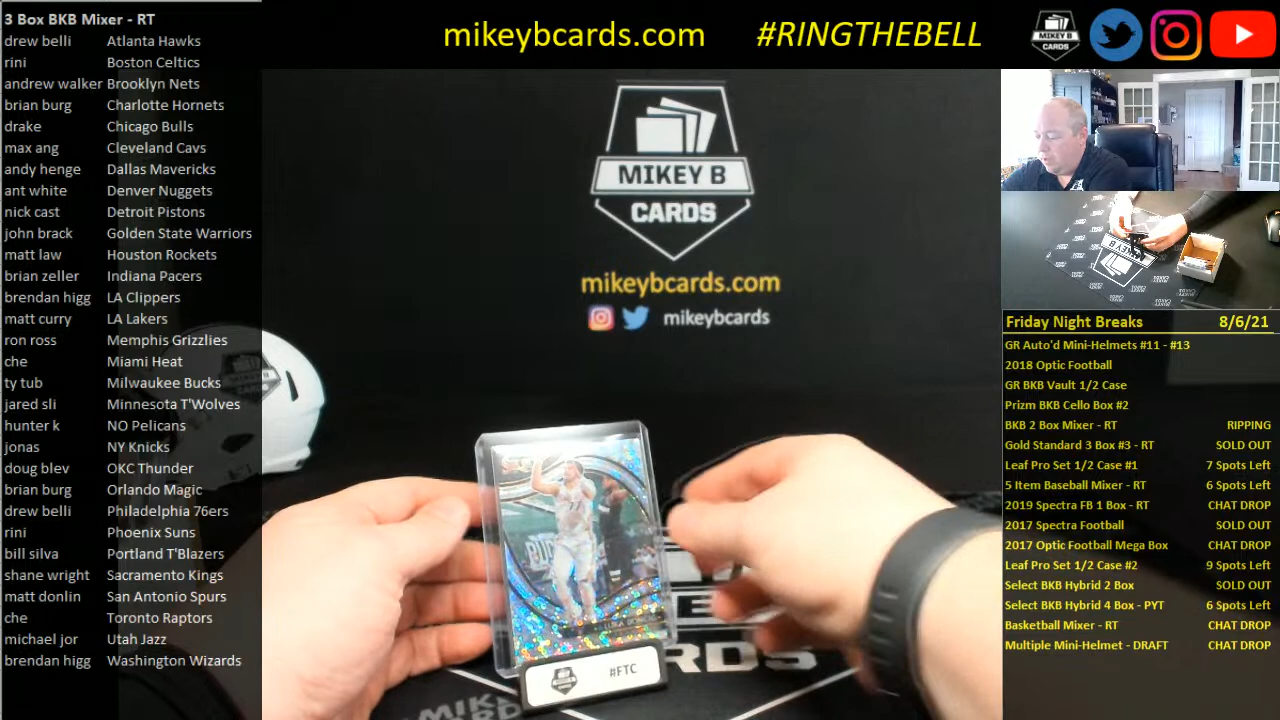 3 Box BKB Mixer - RT
drew belli Atlanta Hawks
rini Boston Celtics
andrew walker Brooklyn Nets
brian burg Charlotte Hornets
drake Chicago Bulls
max ang Cleveland Cavs
andy henge Dallas Mavericks
ant white Denver Nuggets
nick cast Detroit Pistons
john brack Golden State Warriors
matt law Houston Rockets
brian zeller Indiana Pacers
brendan higg LA Clippers
matt curry LA Lakers
ron ross Memphis Grizzlies
che Miami Heat
ty tub Milwaukee Bucks
jared sli Minnesota T'Wolves
hunter k NO Pelicans
jonas NY Knicks
doug blev OKC Thunder
brian burg Orlando Magic
drew belli Philadelphia 76ers
rini Phoenix Suns
bill silva Portland T'Blazers
shane wright Sacramento Kings
matt donlin San Antonio Spurs
che Toronto Raptors
michael jor Utah Jazz
brendan higg Washington Wizards
mikeybcards.com #RINGTHEBELL
MIKEY B
CARDS
MIKEY B
CARDS
mikeybcards.com
mikeybcards
#FTC
Friday Night Breaks 8/6/21
GR Auto'd Mini-Helmets #11 - #13
2018 Optic Football
GR BKB Vault 1/2 Case
Prizm BKB Cello Box #2
BKB 2 Box Mixer - RT RIPPING
Gold Standard 3 Box #3 - RT SOLD OUT
Leaf Pro Set 1/2 Case #1 7 Spots Left
5 Item Baseball Mixer - RT 6 Spots Left
2019 Spectra FB 1 Box - RT CHAT DROP
2017 Spectra Football SOLD OUT
2017 Optic Football Mega Box CHAT DROP
Leaf Pro Set 1/2 Case #2 9 Spots Left
Select BKB Hybrid 2 Box SOLD OUT
Select BKB Hybrid 4 Box - PYT 6 Spots Left
Basketball Mixer - RT CHAT DROP
Multiple Mini-Helmet - DRAFT CHAT DROP